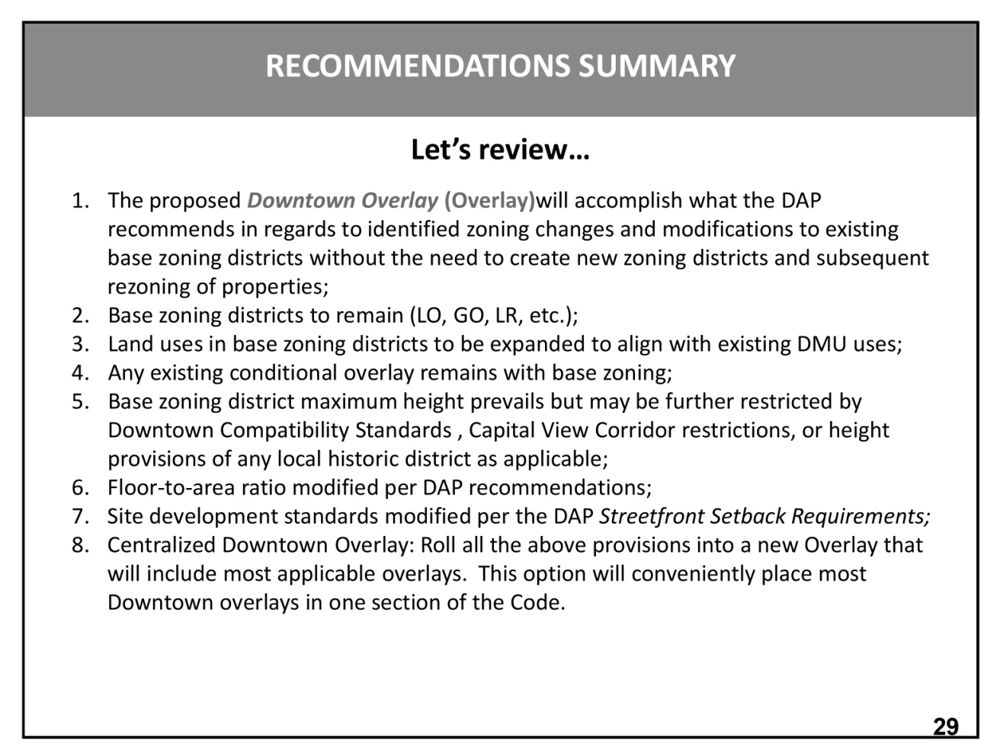 RECOMMENDATIONS SUMMARY
Let’s review…
1. The proposed Downtown Overlay (Overlay)will accomplish what the DAP
recommends in regards to identified zoning changes and modifications to existing
base zoning districts without the need to create new zoning districts and subsequent
rezoning of properties;
2. Base zoning districts to remain (LO, GO, LR, etc.);
3. Land uses in base zoning districts to be expanded to align with existing DMU uses;
4. Any existing conditional overlay remains with base zoning;
5. Base zoning district maximum height prevails but may be further restricted by
Downtown Compatibility Standards , Capital View Corridor restrictions, or height
provisions of any local historic district as applicable;
6. Floor-to-area ratio modified per DAP recommendations;
7. Site development standards modified per the DAP Streetfront Setback Requirements;
8. Centralized Downtown Overlay: Roll all the above provisions into a new Overlay that
will include most applicable overlays.  This option will conveniently place most
Downtown overlays in one section of the Code.
29